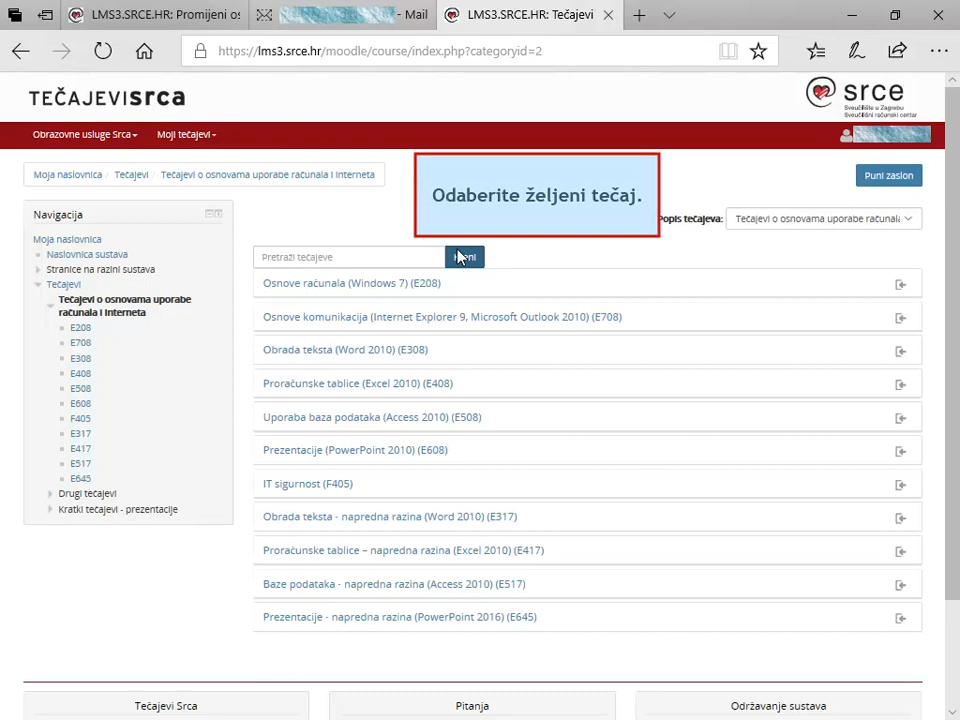 LMS3.SRCE.HR: Promijeni os
- Mail
LMS3.SRCE.HR: Tečajevi
https://lms3.srce.hr/moodle/course/index.php?categoryid=2
TEČAJEVIsrca
srce
Sveučilište u Zagrebu
Sveučilišni računski centar
Obrazovne usluge Srca
Moji tečajevi
Moja naslovnica / Tečajevi / Tečajevi o osnovama uporabe računala i Interneta
Odaberite željeni tečaj.
Puni zaslon
Popis tečajeva:
Tečajevi o osnovama uporabe računala
Navigacija
Moja naslovnica
Naslovnica sustava
Stranice na razini sustava
Tečajevi
Tečajevi o osnovama uporabe
računala i Interneta
E208
E708
E308
E408
E508
E608
F405
E317
E417
E517
E645
Drugi tečajevi
Kratki tečajevi - prezentacije
Pretraži tečajeve
Osnove računala (Windows 7) (E208)
Osnove komunikacija (Internet Explorer 9, Microsoft Outlook 2010) (E708)
Obrada teksta (Word 2010) (E308)
Proračunske tablice (Excel 2010) (E408)
Uporaba baza podataka (Access 2010) (E508)
Prezentacije (PowerPoint 2010) (E608)
IT sigurnost (F405)
Obrada teksta - napredna razina (Word 2010) (E317)
Proračunske tablice – napredna razina (Excel 2010) (E417)
Baze podataka - napredna razina (Access 2010) (E517)
Prezentacije - napredna razina (PowerPoint 2016) (E645)
Tečajevi Srca
Pitanja
Održavanje sustava